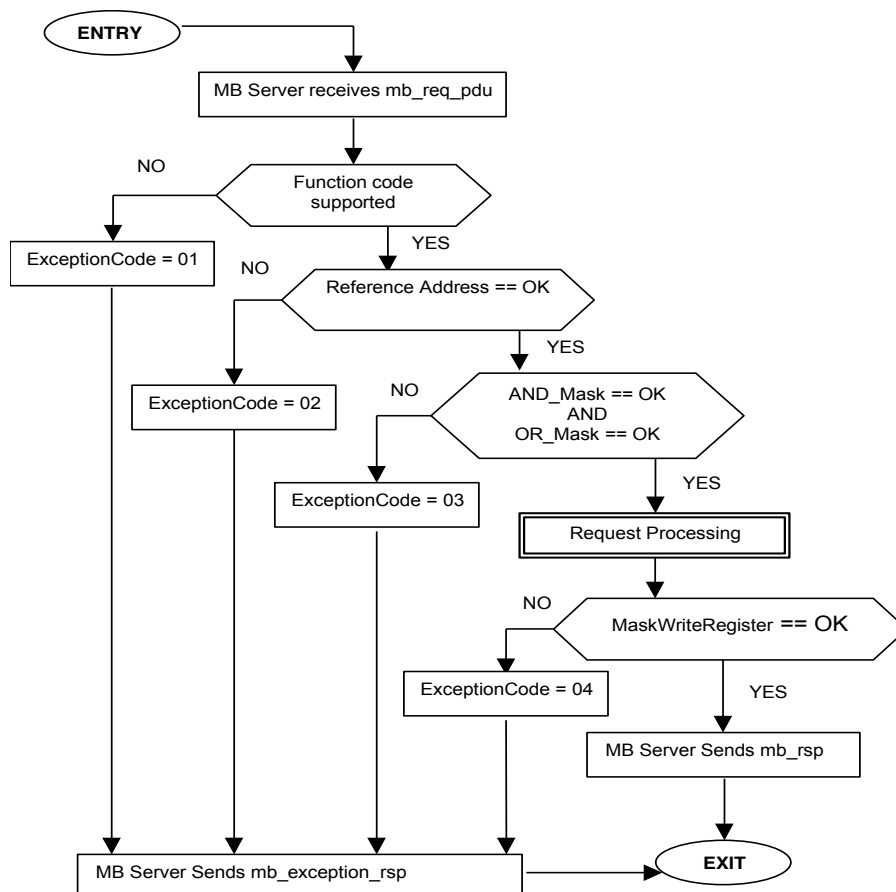 ENTRY
MB Server receives mb_req_pdu
NO
Function code
supported
YES
ExceptionCode = 01
NO
Reference Address == OK
YES
ExceptionCode = 02
NO
AND_Mask == OK
AND
OR_Mask == OK
YES
ExceptionCode = 03
Request Processing
NO
MaskWriteRegister == OK
YES
ExceptionCode = 04
MB Server Sends mb_rsp
MB Server Sends mb_exception_rsp
EXIT